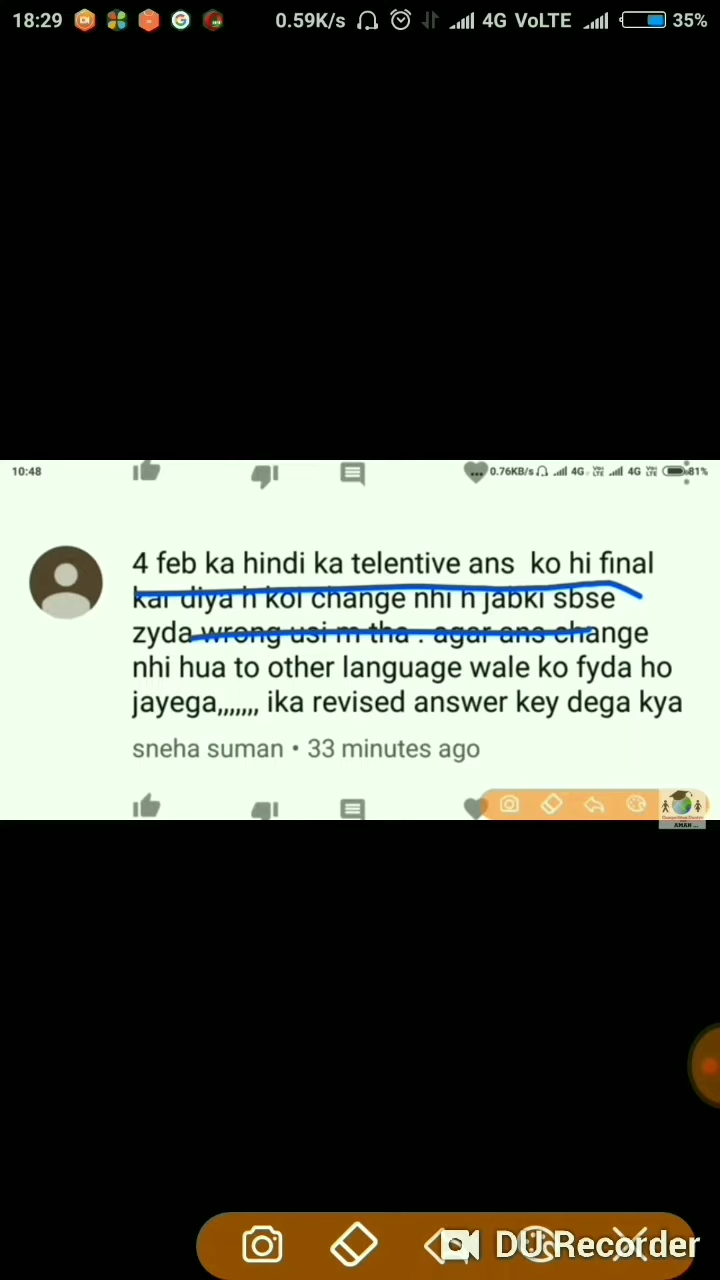 18:29 0.59K/s 4G VoLTE 35%
10:48 0.76KB/s 4G 4G 81%
4 feb ka hindi ka telentive ans ko hi final
kar diya h koi change nhi h jabki sbse
zyda wrong usi m tha . agar ans change
nhi hua to other language wale ko fyda ho
jayega,,,,,,, ika revised answer key dega kya
sneha suman • 33 minutes ago
AMAN ...
DU Recorder